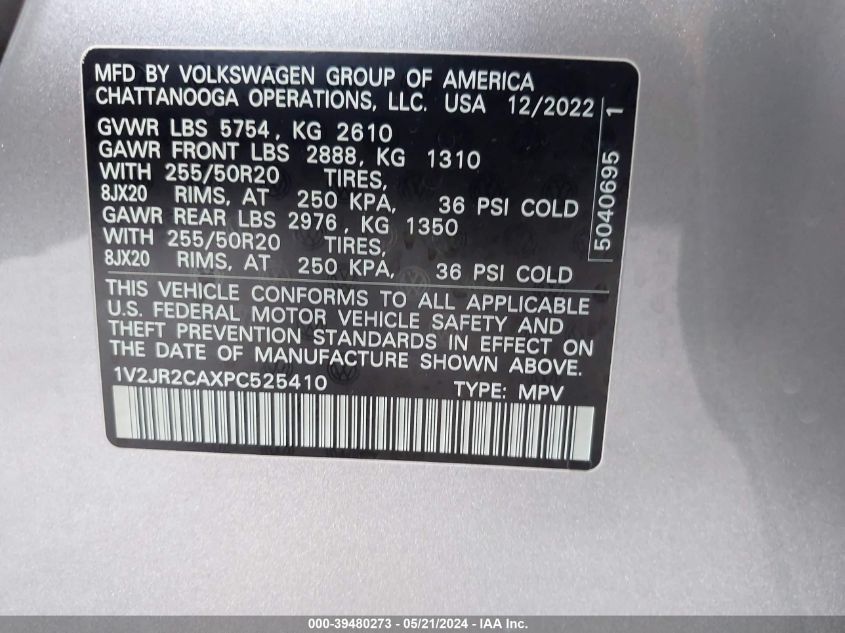 MFD BY VOLKSWAGEN GROUP OF AMERICA
CHATTANOOGA OPERATIONS, LLC. USA 12/2022
GVWR LBS 5754, KG 2610
GAWR FRONT LBS 2888, KG 1310
WITH 255/50R20 TIRES,
8JX20 RIMS, AT 250 KPA, 36 PSI COLD
GAWR REAR LBS 2976, KG 1350
WITH 255/50R20 TIRES,
8JX20 RIMS, AT 250 KPA, 36 PSI COLD
THIS VEHICLE CONFORMS TO ALL APPLICABLE
U.S. FEDERAL MOTOR VEHICLE SAFETY AND
THEFT PREVENTION STANDARDS IN EFFECT ON
THE DATE OF MANUFACTURE SHOWN ABOVE.
1V2JR2CAXPC525410 TYPE: MPV
5040695 1
000-39480273 - 05/21/2024 - IAA Inc.